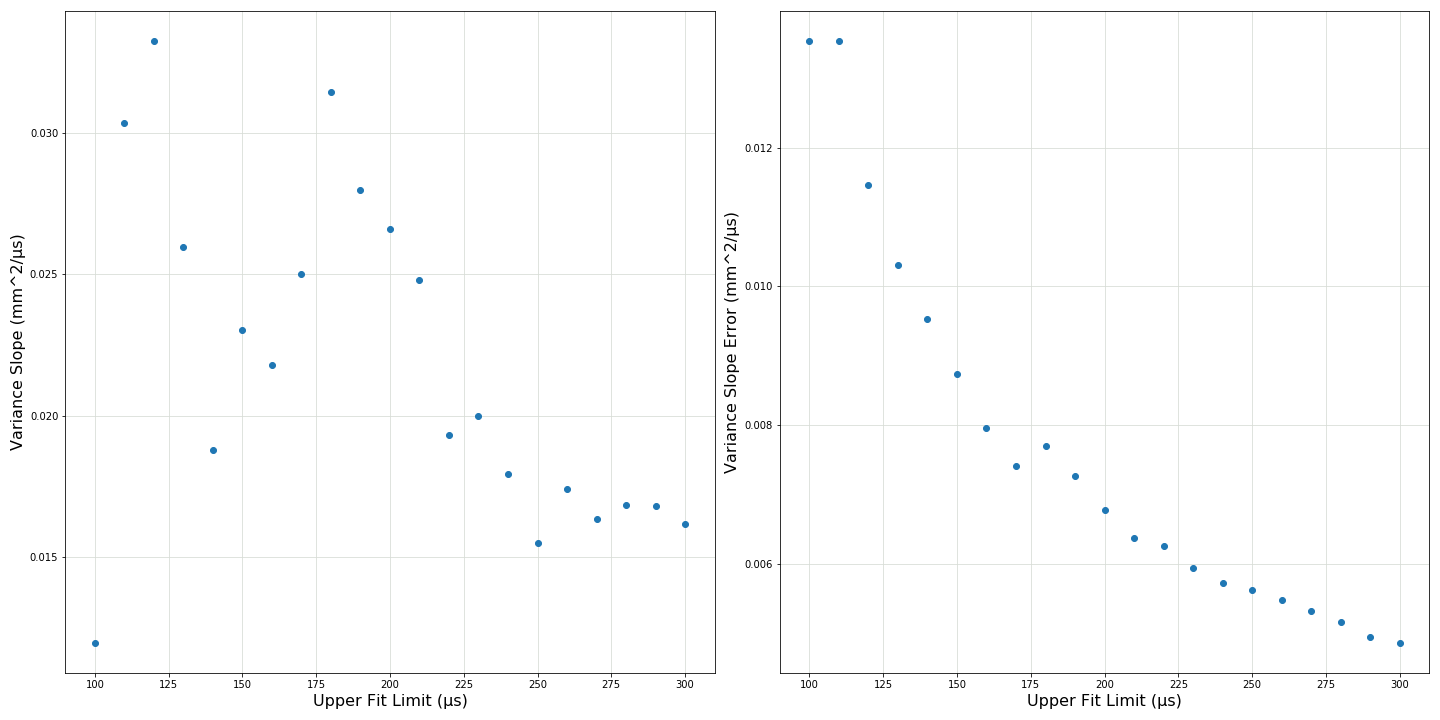 Variance Slope (mm^2/μs)
0.030
0.025
0.020
0.015
100 125 150 175 200 225 250 275 300
Upper Fit Limit (μs)
Variance Slope Error (mm^2/μs)
0.012
0.010
0.008
0.006
100 125 150 175 200 225 250 275 300
Upper Fit Limit (μs)